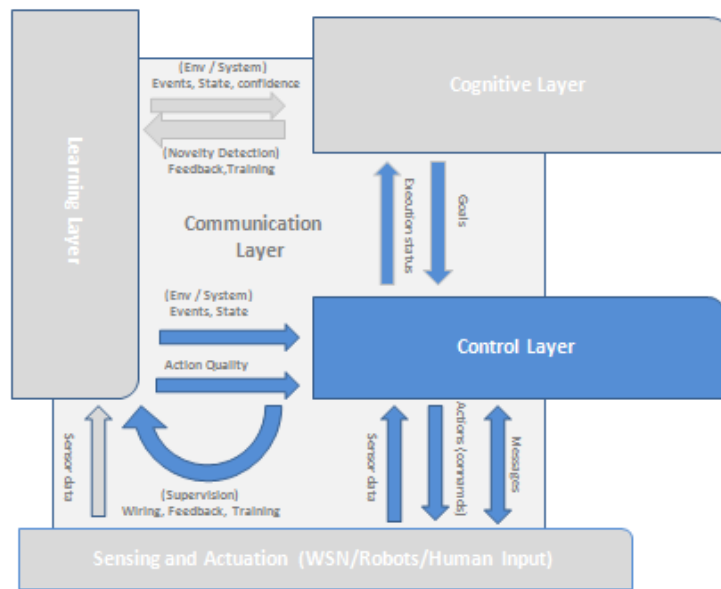 (Env / System)
Events, State, confidence
Cognitive Layer
(Novelty Detection)
Feedback,Training
Learning Layer
Communication
Layer
Execution status
Goals
(Env / System)
Events, State
Control Layer
Action Quality
Sensor data
(Supervision)
Wiring, Feedback, Training
Sensor data
Actions (commands)
Messages
Sensing and Actuation (WSN/Robots/Human Input)